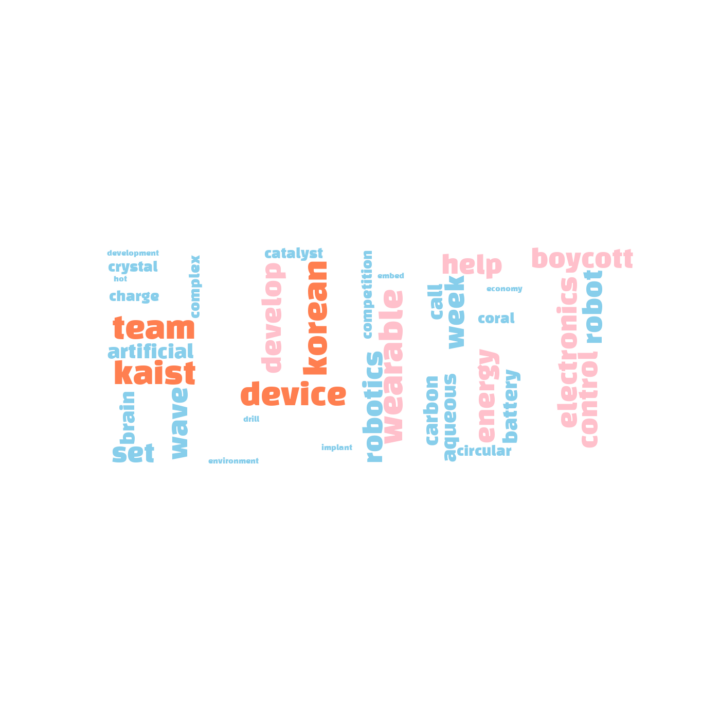 development
crystal
hot
charge
complex
team
artificial
kaist
brain
wave
set
catalyst
develop
korean
device
drill
environment
implant
competition
embed
robotics
wearable
help
call
week
economy
coral
carbon
aqueous
energy
battery
circular
boycott
electronics
robot
control